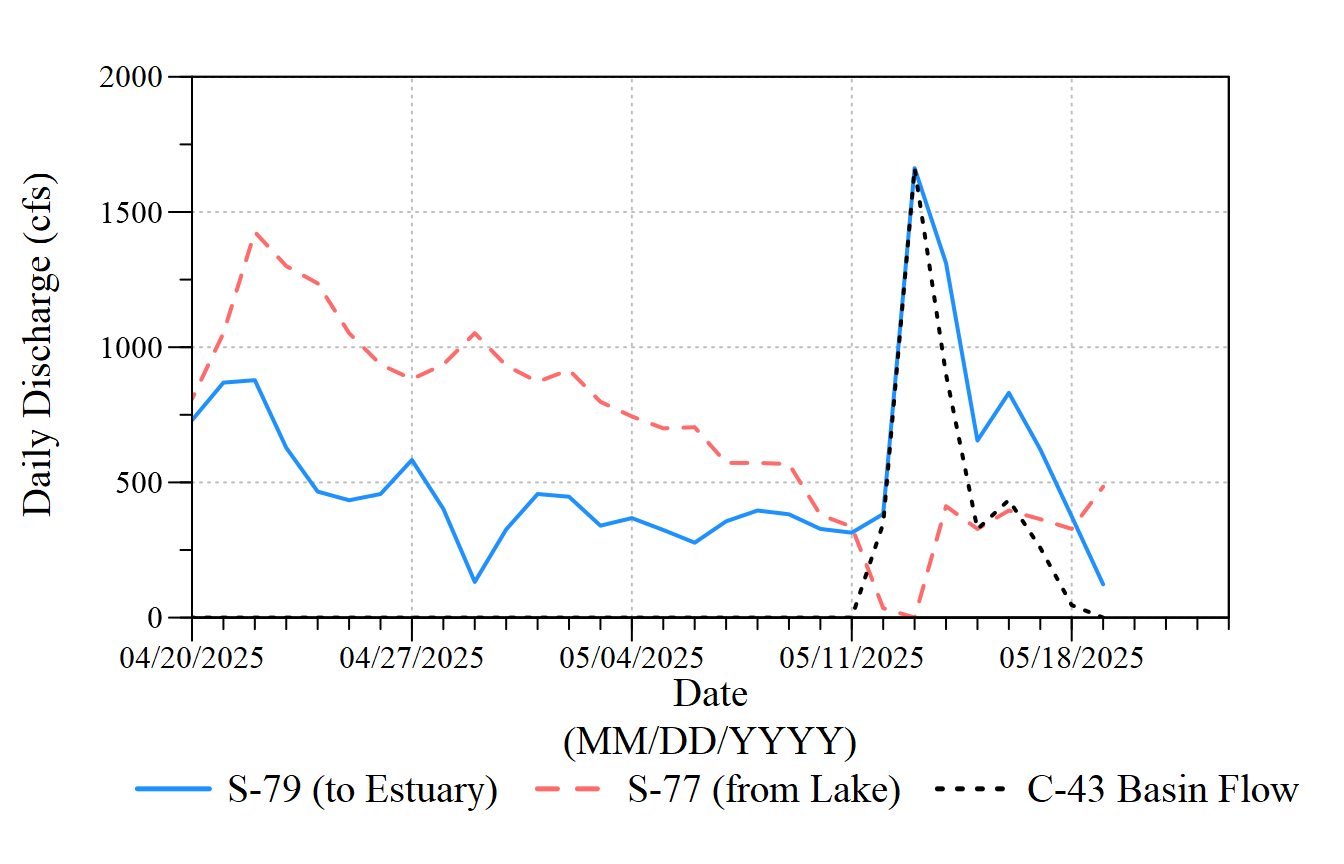 2000
1500
1000
500
0
Daily Discharge (cfs)
04/20/2025 04/27/2025 05/04/2025 05/11/2025 05/18/2025
Date
(MM/DD/YYYY)
S-79 (to Estuary) S-77 (from Lake) C-43 Basin Flow